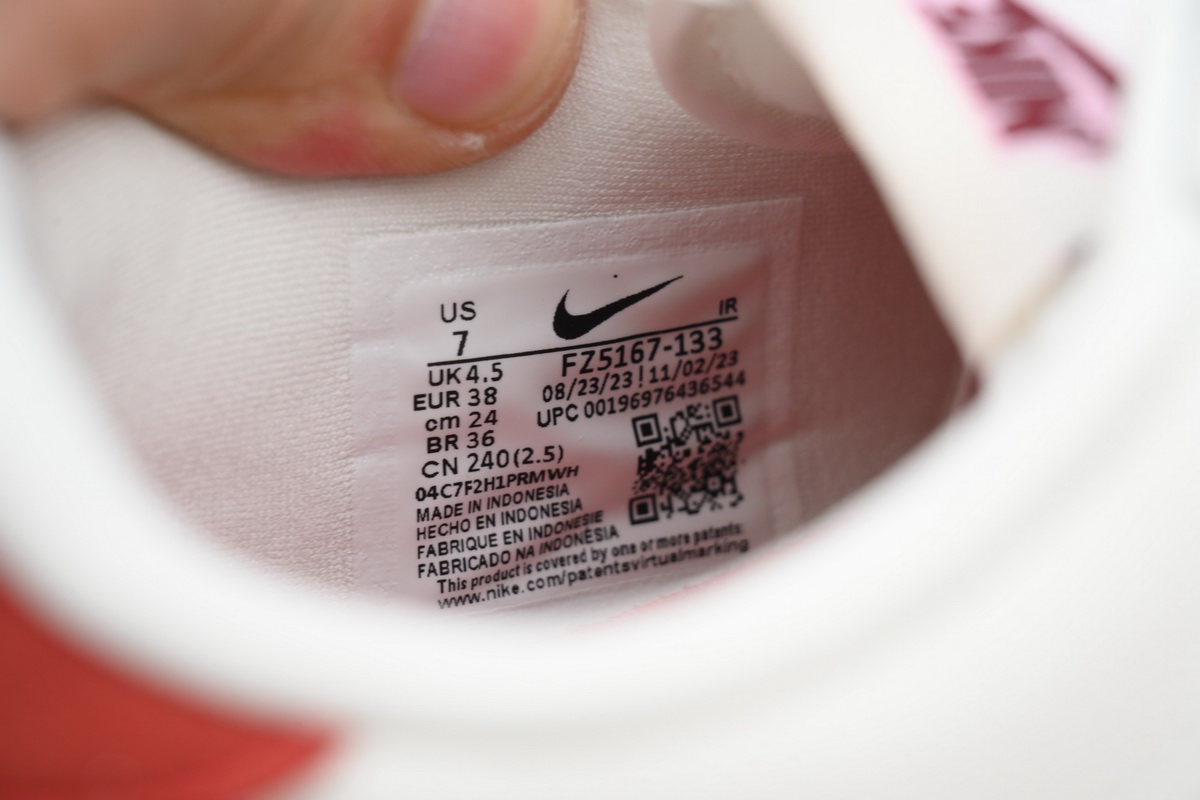 US
7
IR
UK 4.5
EUR 38
cm 24
BR 36
CN 240(2.5)
FZ5167-133
08/23/23 ! 11/02/23
UPC 00196976436544
04C7F2H1PRMWH
MADE IN INDONESIA
HECHO EN INDONESIA
FABRIQUE EN INDONESIE
FABRICADO NA INDONÉSIA
This product is covered by one or more patents:
www.nike.com/patentsvirtualmarking
NIKE